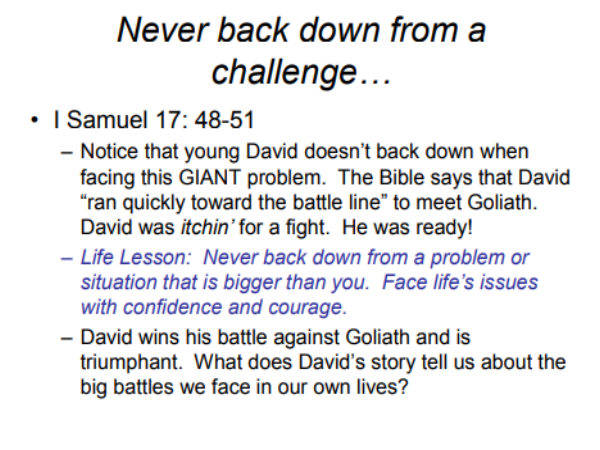 Never back down from a
challenge…
• I Samuel 17: 48-51
– Notice that young David doesn’t back down when
facing this GIANT problem.  The Bible says that David
“ran quickly toward the battle line” to meet Goliath.
David was itchin’ for a fight.  He was ready!
– Life Lesson:  Never back down from a problem or
situation that is bigger than you.  Face life’s issues
with confidence and courage.
– David wins his battle against Goliath and is
triumphant.  What does David’s story tell us about the
big battles we face in our own lives?